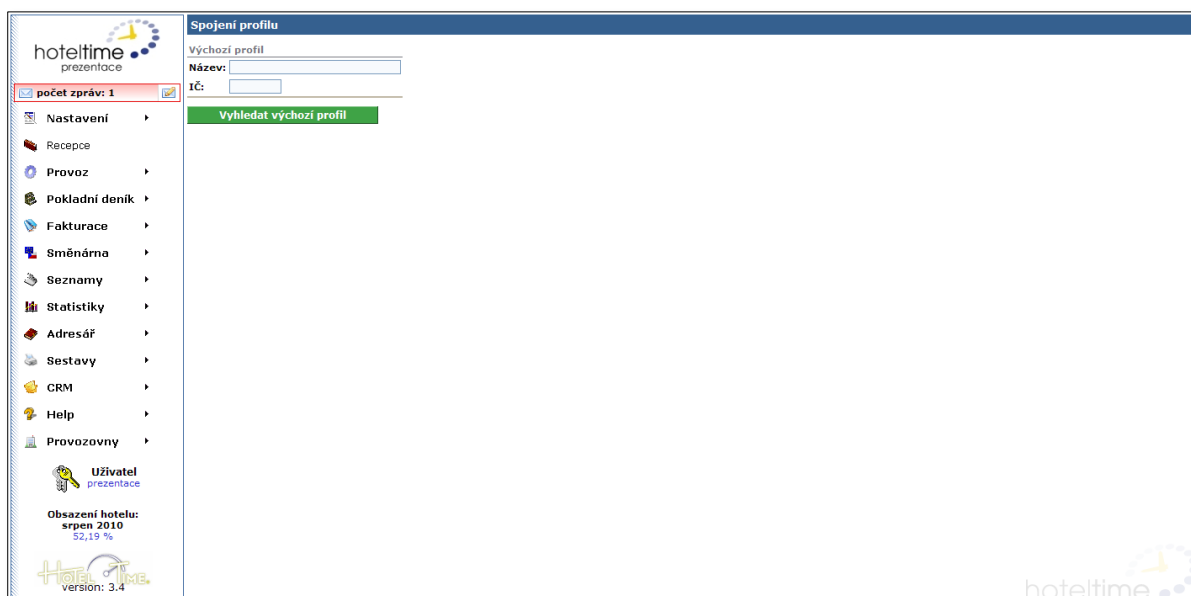 hoteltime
prezentace
počet zpráv: 1
Nastavení
Recepce
Provoz
Pokladní deník
Fakturace
Směnárna
Seznamy
Statistiky
Adresář
Sestavy
CRM
Help
Provozovny
Uživatel
prezentace
Obsazení hotelu:
srpen 2010
52,19 %
HOTEL TIME.
version: 3.4
Spojení profilu
Výchozí profil
Název:
IČ:
Vyhledat výchozí profil
hoteltime